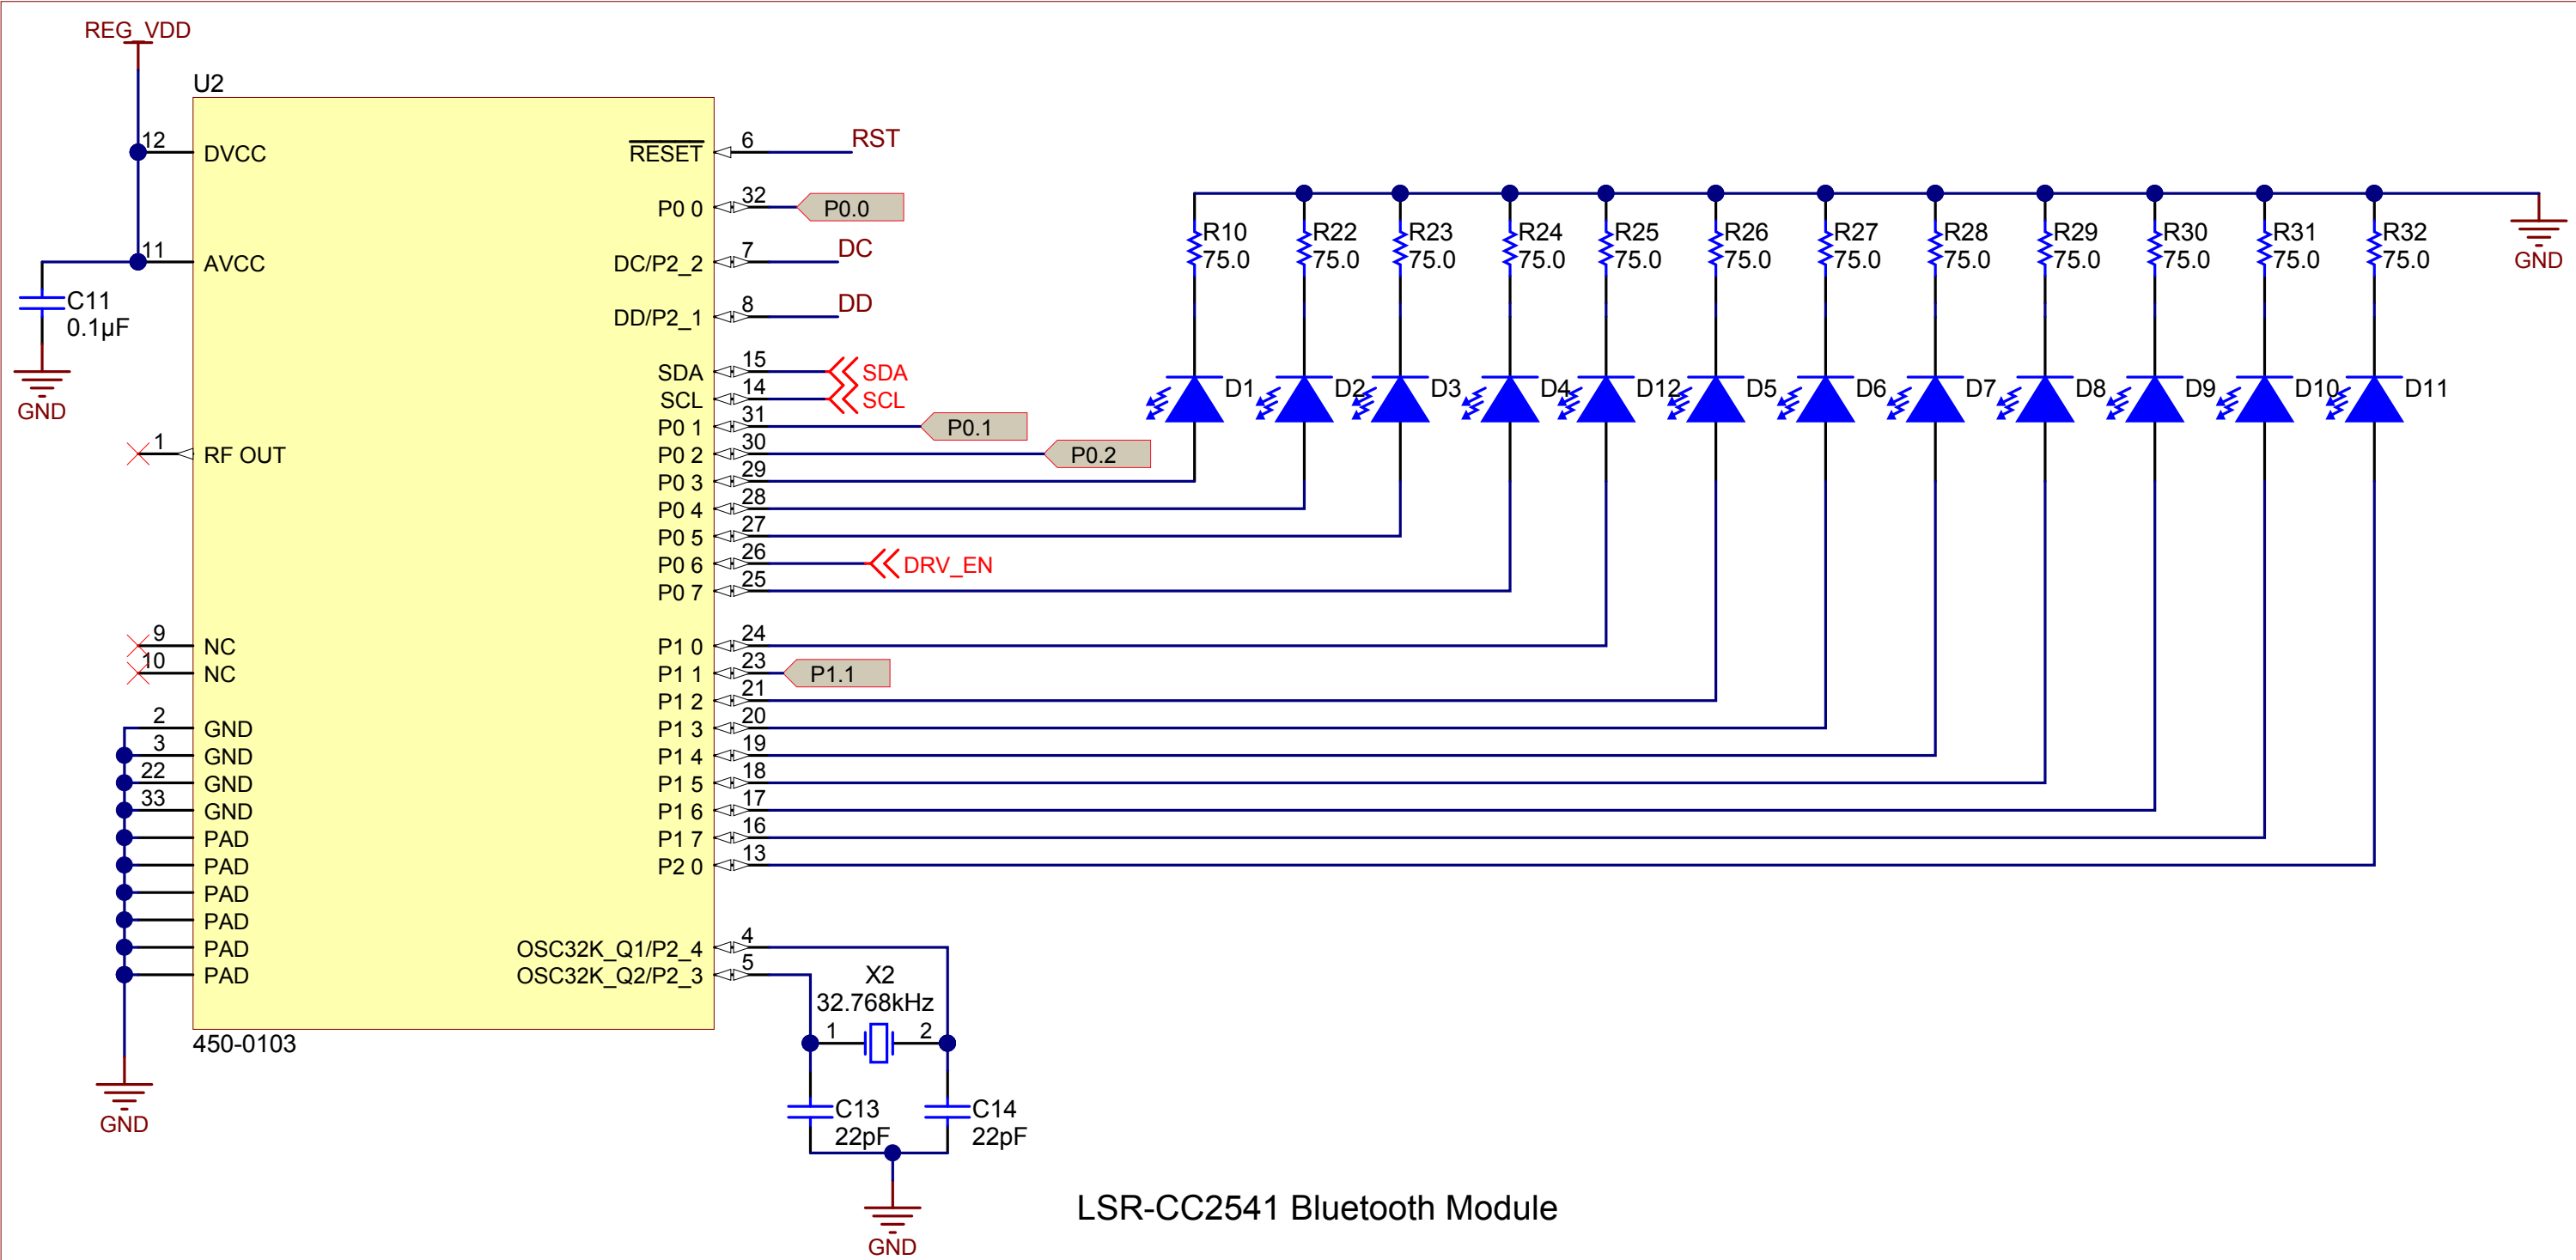 REG_VDD
U2
12
DVCC
11
AVCC
C11
0.1µF
GND
1
RF OUT
9
NC
10
NC
2
GND
3
GND
22
GND
33
GND
PAD
PAD
PAD
PAD
PAD
PAD
GND
450-0103
RESET
6
RST
P0 0
32
P0.0
DC/P2_2
7
DC
DD/P2_1
8
DD
SDA
15
SDA
SCL
14
SCL
P0 1
31
P0.1
P0 2
30
P0.2
P0 3
29
P0 4
28
P0 5
27
P0 6
26
DRV_EN
P0 7
25
P1 0
24
P1 1
23
P1.1
P1 2
21
P1 3
20
P1 4
19
P1 5
18
P1 6
17
P1 7
16
P2 0
13
OSC32K_Q1/P2_4
4
OSC32K_Q2/P2_3
5
X2
32.768kHz
1
2
C13
22pF
C14
22pF
GND
R10
75.0
R22
75.0
R23
75.0
R24
75.0
R25
75.0
R26
75.0
R27
75.0
R28
75.0
R29
75.0
R30
75.0
R31
75.0
R32
75.0
GND
D1
D2
D3
D4
D12
D5
D6
D7
D8
D9
D10
D11
LSR-CC2541 Bluetooth Module